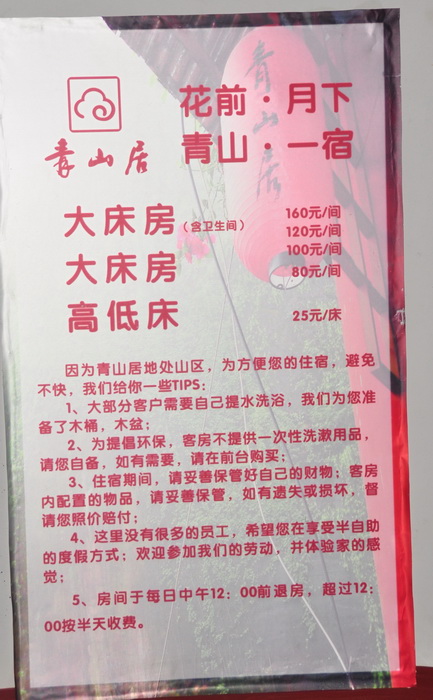 青山居
花前·月下
青山居
青山·一宿
大床房(含卫生间)
160元/间
120元/间
大床房
100元/间
80元/间
高低床
25元/床
因为青山居地处山区，为方便您的住宿，避免
不快，我们给你一些TIPS：
1、大部分客户需要自己提水洗浴，我们为您准
备了木桶，木盆；
2、为提倡环保，客房不提供一次性洗漱用品，
请您自备，如有需要，请在前台购买；
3、住宿期间，请妥善保管好自己的财物；客房
内配置的物品，请妥善保管，如有遗失或损坏，督
请您照价赔付；
4、这里没有很多的员工，希望您在享受半自助
的度假方式；欢迎参加我们的劳动，并体验家的感
觉；
5、房间于每日中午12：00前退房，超过12：
00按半天收费。